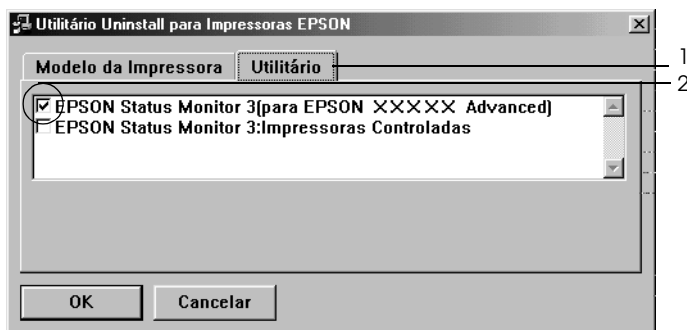 Utilitário Uninstall para Impressoras EPSON
Modelo da Impressora Utilitário
1
2
EPSON Status Monitor 3(para EPSON XXXXX Advanced)
EPSON Status Monitor 3:Impressoras Controladas
OK Cancelar